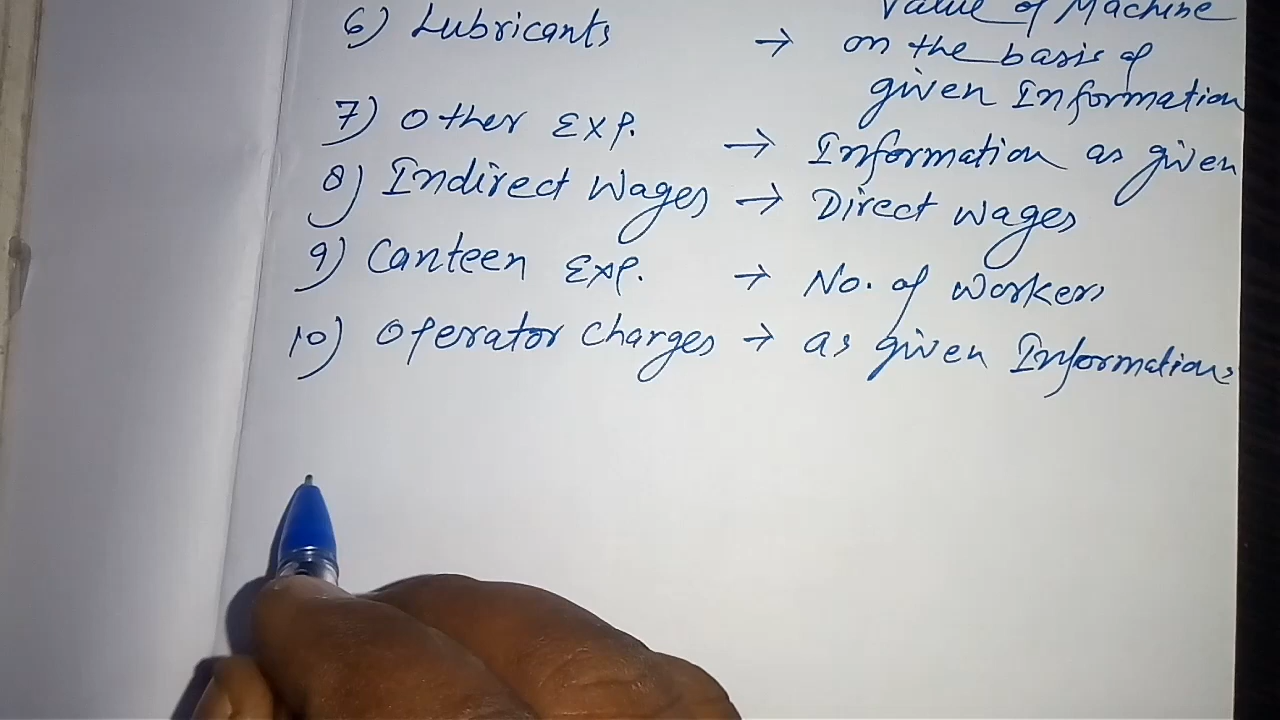 Value of Machine
6) Lubricants → on the basis of
given Information
7) Other Exp. → Information as given
8) Indirect Wages → Direct Wages
9) Canteen Exp. → No. of Workers
10) Operator Charges → as given Informations